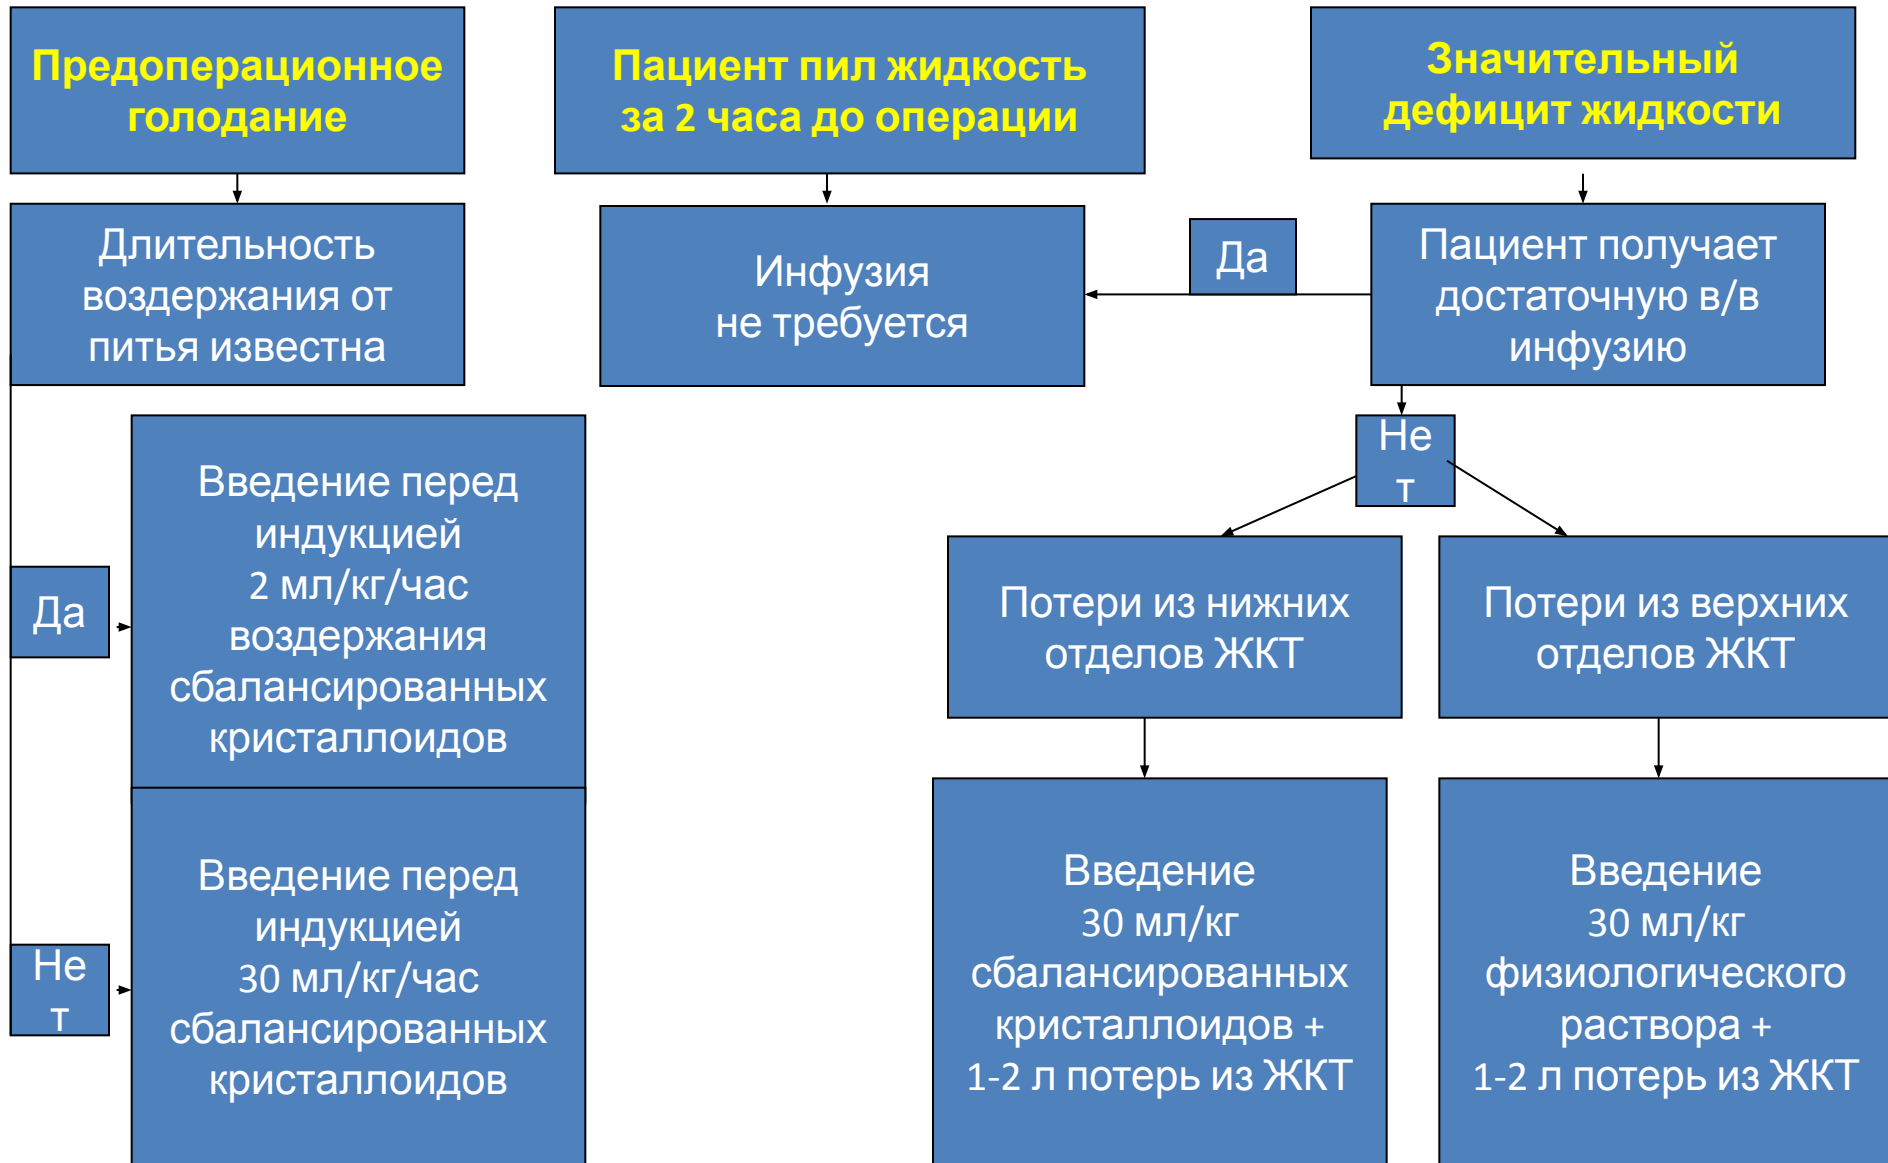 Предоперационное
голодание
Пациент пил жидкость
за 2 часа до операции
Значительный
дефицит жидкости
Длительность
воздержания от
питья известна
Инфузия
не требуется
Да
Пациент получает
достаточную в/в
инфузию
Не
т
Да
Введение перед
индукцией
2 мл/кг/час
воздержания
сбалансированных
кристаллоидов
Потери из нижних
отделов ЖКТ
Потери из верхних
отделов ЖКТ
Не
т
Введение перед
индукцией
30 мл/кг/час
сбалансированных
кристаллоидов
Введение
30 мл/кг
сбалансированных
кристаллоидов +
1-2 л потерь из ЖКТ
Введение
30 мл/кг
физиологического
раствора +
1-2 л потерь из ЖКТ